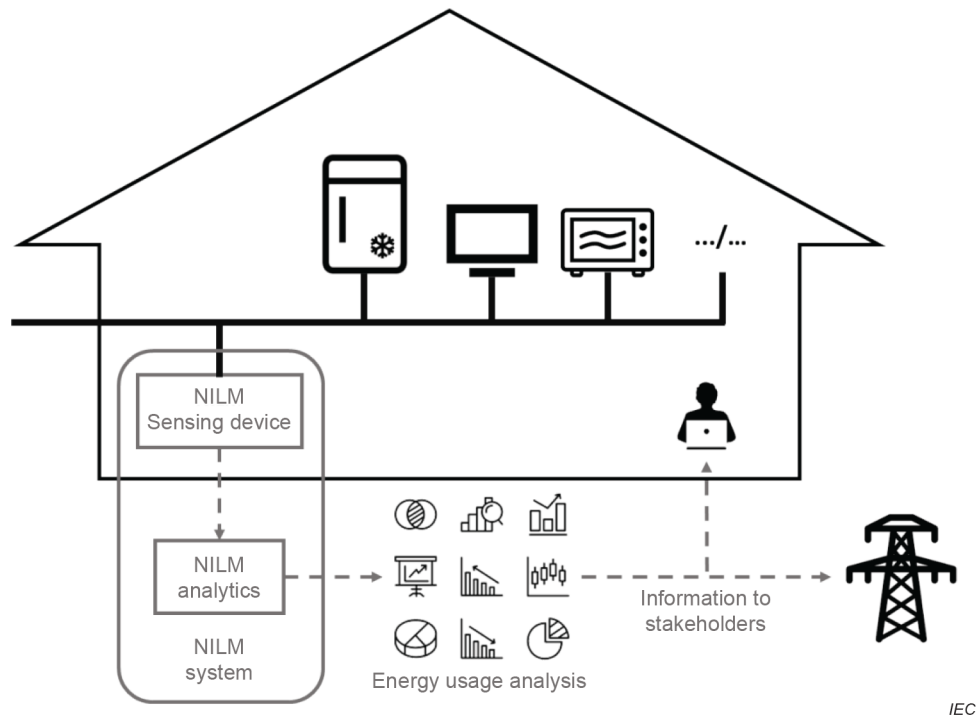 .../...
NILM
Sensing device
NILM
analytics
NILM
system
Energy usage analysis
Information to
stakeholders
IEC